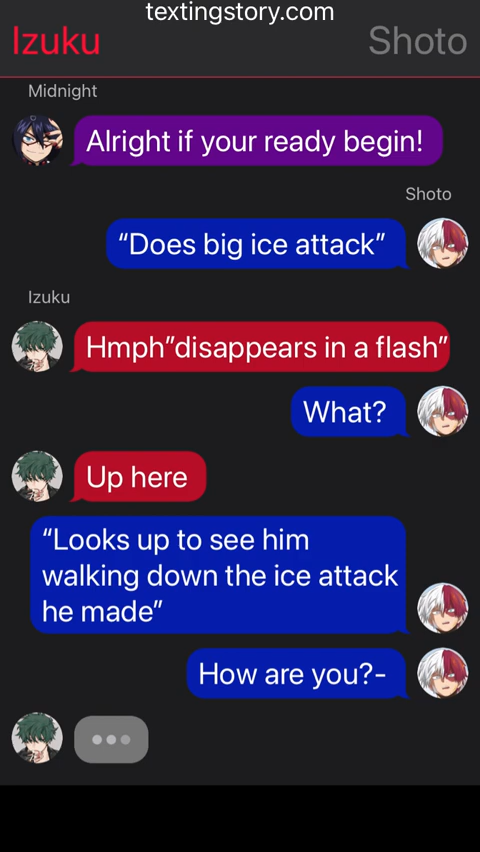 textingstory.com
Izuku
Shoto
Midnight
Alright if your ready begin!
Shoto
“Does big ice attack”
Izuku
Hmph”disappears in a flash”
What?
Up here
“Looks up to see him
walking down the ice attack
he made”
How are you?-